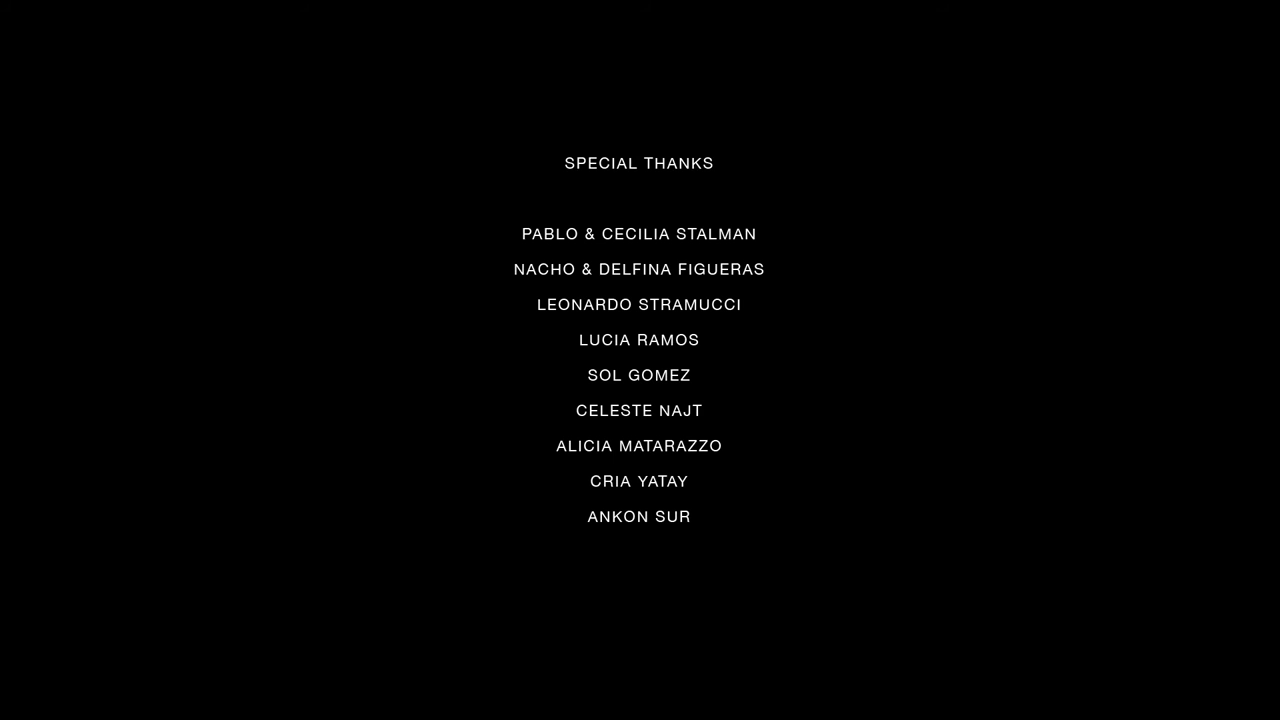 SPECIAL THANKS
PABLO & CECILIA STALMAN
NACHO & DELFINA FIGUERAS
LEONARDO STRAMUCCI
LUCIA RAMOS
SOL GOMEZ
CELESTE NAJT
ALICIA MATARAZZO
CRIA YATAY
ANKON SUR